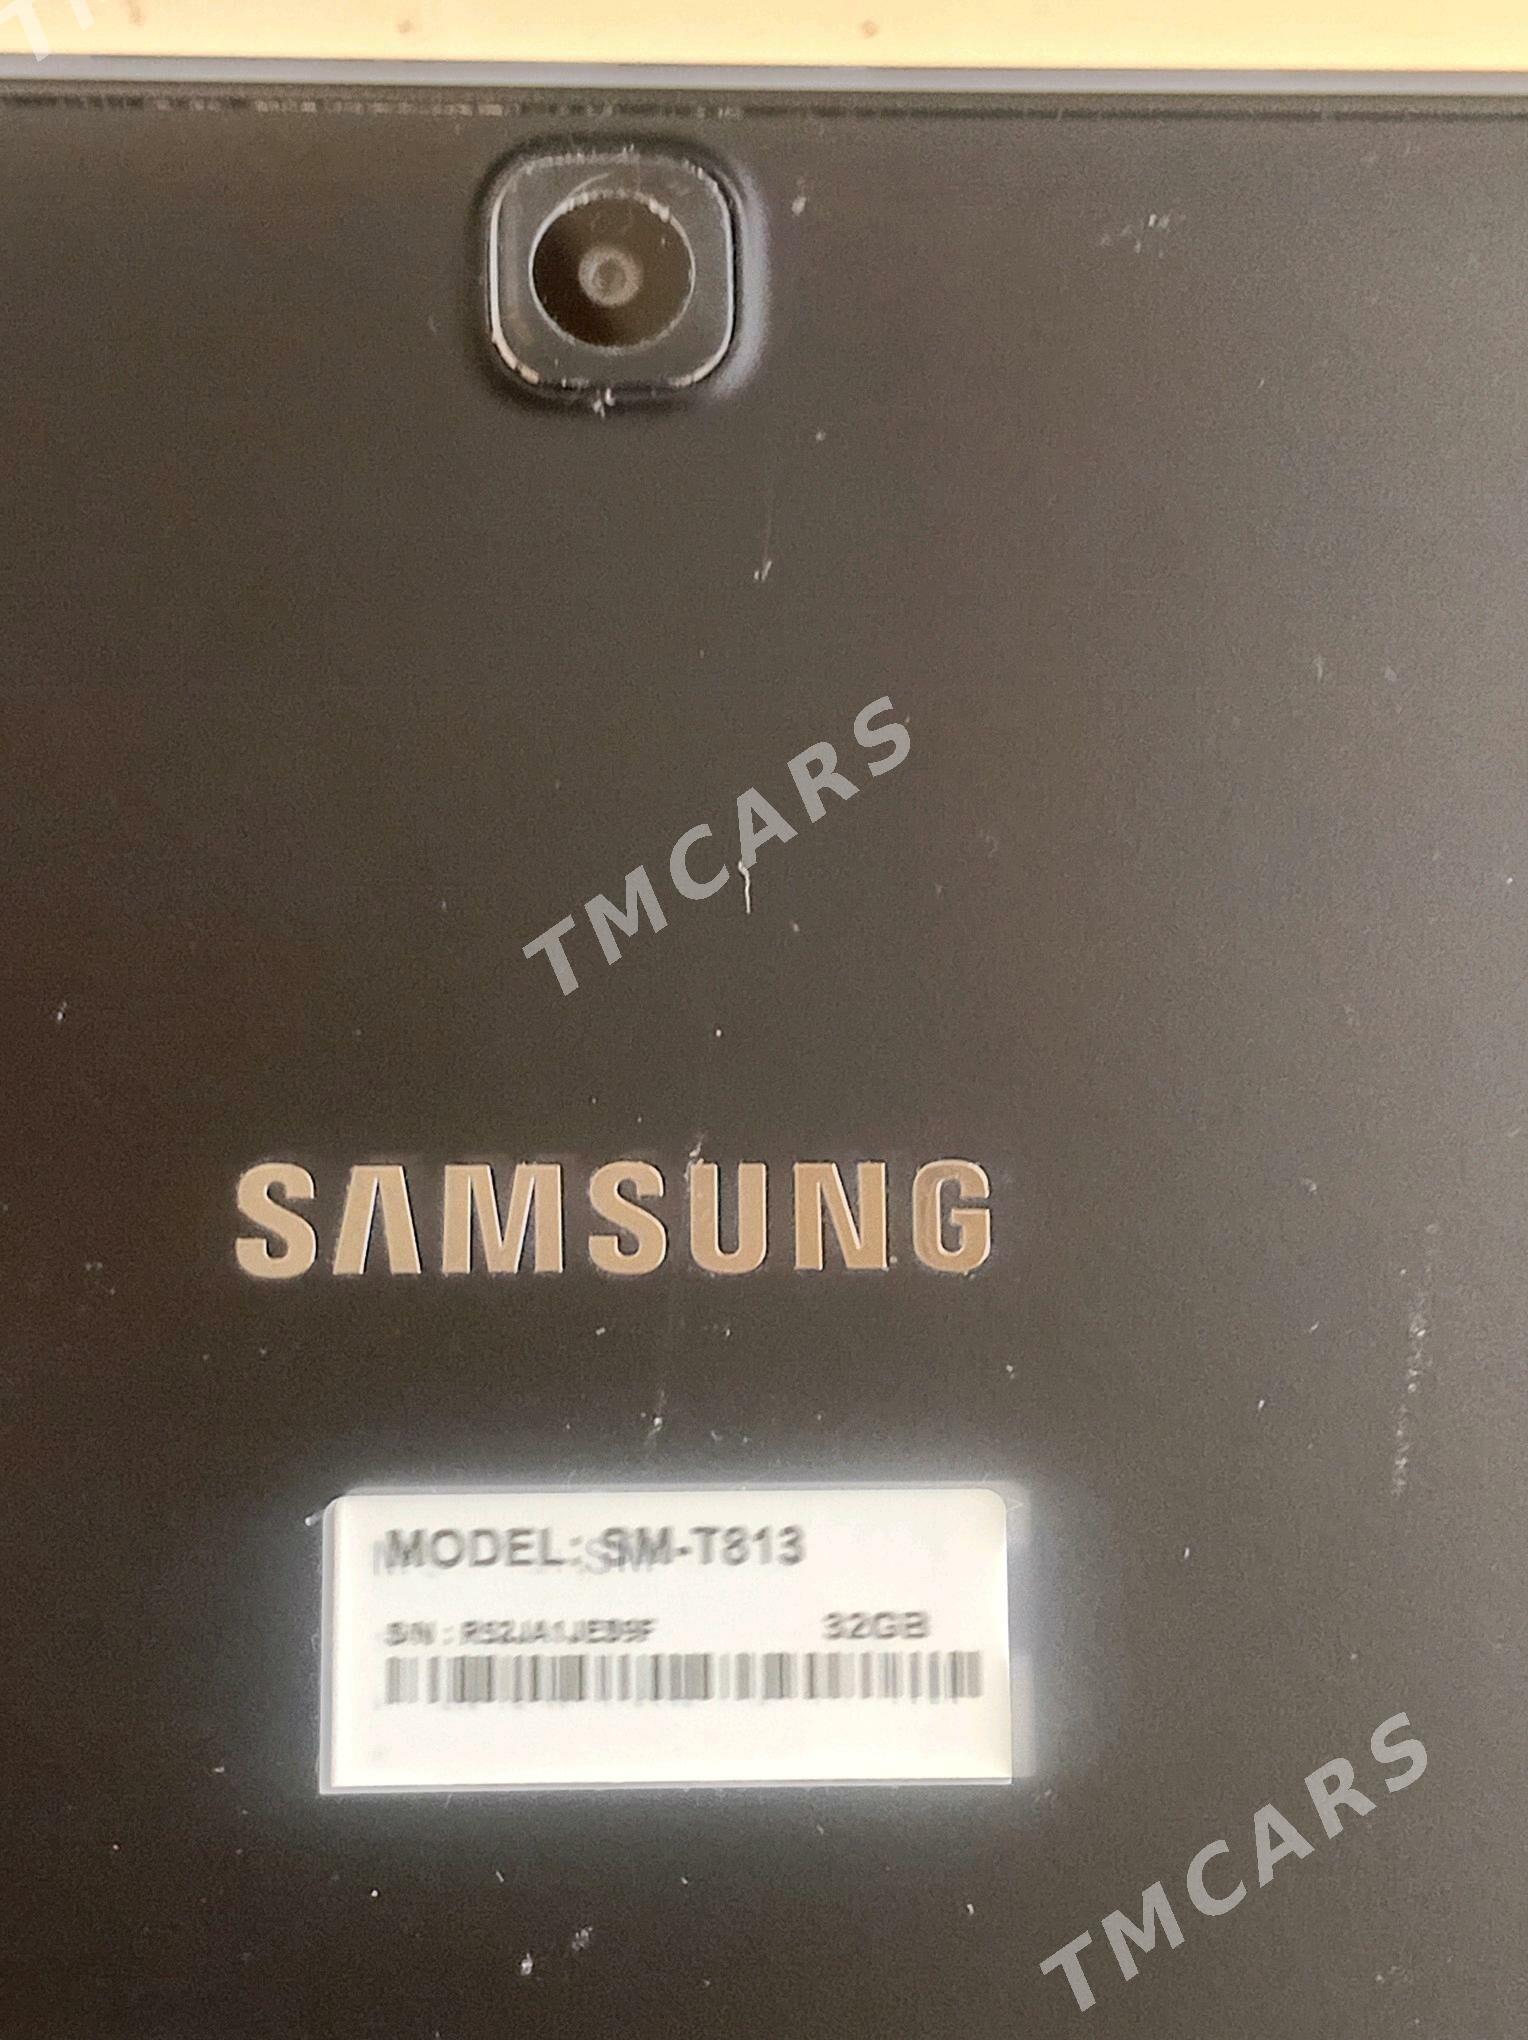 TMCARS
SAMSUNG
MODEL: SM-T813
S/N : 32GB
TMCARS